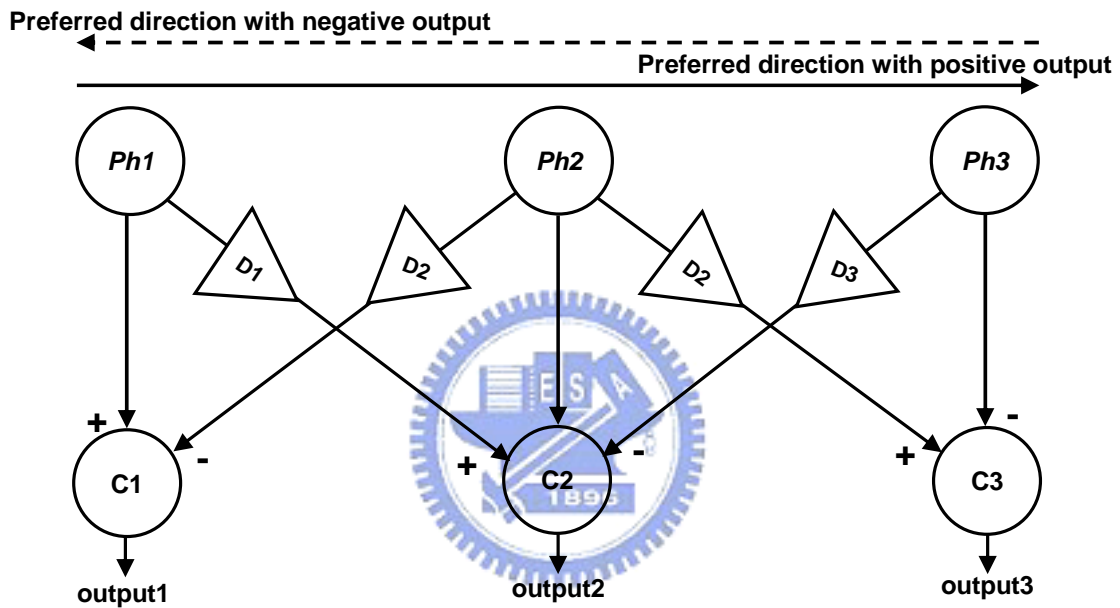 Preferred direction with negative output
Preferred direction with positive output
Ph1
Ph2
Ph3
D1
D2
D2
D3
E S A
+
-
+
-
+
-
C1
C2
C3
1896
output1
output2
output3